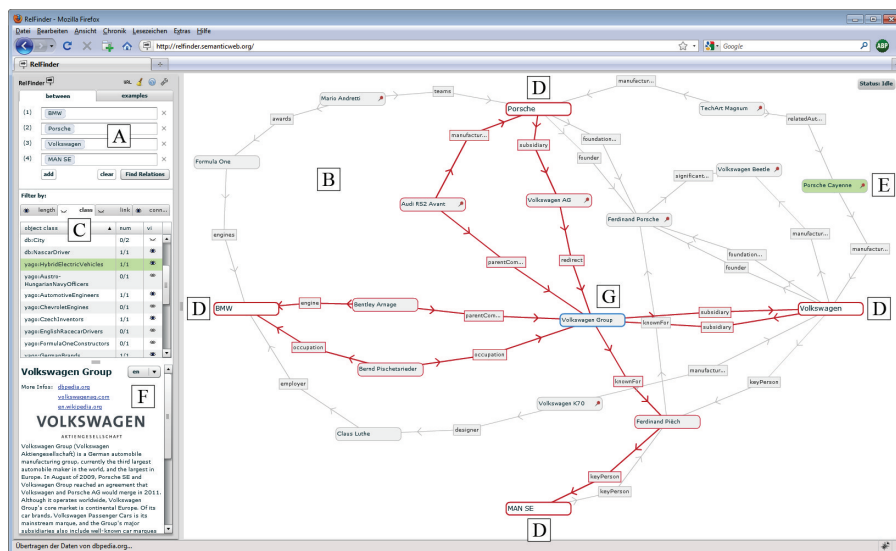 RelFinder - Mozilla Firefox
Datei Bearbeiten Ansicht Chronik Lesezeichen Extras Hilfe
http://relfinder.semanticweb.org/
Google
ABP
RelFinder
RelFinder
URL
between examples
(1) BMW
(2) Porsche
(3) Volkswagen
(4) MAN SE
A
add clear Find Relations
Filter by:
length class link conn...
C
object class num vi
db:City 0/2
db:NascarDriver 1/1
yago:HybridElectricVehicles 1/1
yago:Austro-HungarianNavyOfficers 0/1
yago:AutomotiveEngineers 1/1
yago:ChevroletEngines 0/1
yago:CzechInventors 1/1
yago:EnglishRacecarDrivers 0/1
yago:FormulaOneConstructors 0/1
yago:GermanBrands 1/1
Volkswagen Group en
F
More Infos: dbpedia.org
volkswagenag.com
en.wikipedia.org
VOLKSWAGEN
AKTIENGESELLSCHAFT
Volkswagen Group (Volkswagen
Aktiengesellschaft) is a German automobile
manufacturing group, currently the third largest
automobile maker in the world, and the largest in
Europe. In August of 2009, Porsche SE and
Volkswagen Group reached an agreement that
Volkswagen and Porsche AG would merge in 2011.
Although it operates worldwide, Volkswagen
Group's core market is continental Europe. Of its
car brands, Volkswagen Passenger Cars is its
mainstream marque, and the Group's major
subsidiaries also include well-known car marques
Übertragen der Daten von dbpedia.org...
Status: Idle
D
Mario Andretti
teams
Porsche
manufactur...
TechArt Magnum
awards
relatedAut...
manufactur...
subsidiary
foundation...
founder
Formula One
B
significant...
Volkswagen Beetle
Porsche Cayenne
E
Audi RS2 Avant
Volkswagen AG
Ferdinand Porsche
engines
manufactur...
manufactur...
parentCom...
redirect
foundation...
founder
G
D
BMW
engine
Bentley Arnage
parentCom...
Volkswagen Group
subsidiary
subsidiary
knownFor
Volkswagen
D
occupation
Bernd Pischetsrieder
occupation
employer
knownFor
manufactur...
keyPerson
Volkswagen K70
Claus Luthe
designer
Ferdinand Piëch
keyPerson
keyPerson
MAN SE
D